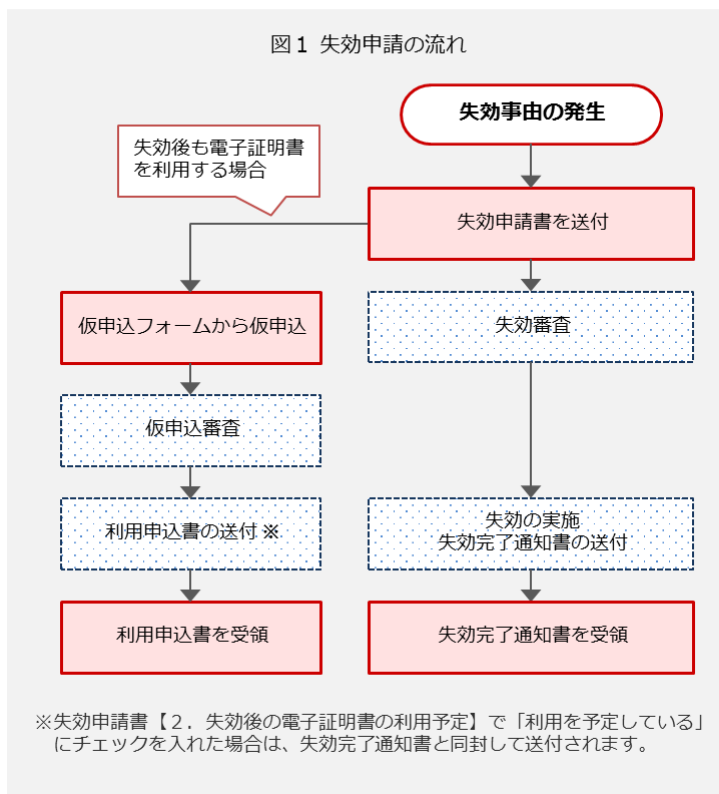 図1 失効申請の流れ
失効事由の発生
失効後も電子証明書
を利用する場合
失効申請書を送付
仮申込フォームから仮申込
失効審査
仮申込審査
利用申込書の送付 ※
失効の実施
失効完了通知書の送付
利用申込書を受領
失効完了通知書を受領
※失効申請書【２．失効後の電子証明書の利用予定】で「利用を予定している」
にチェックを入れた場合は、失効完了通知書と同封して送付されます。